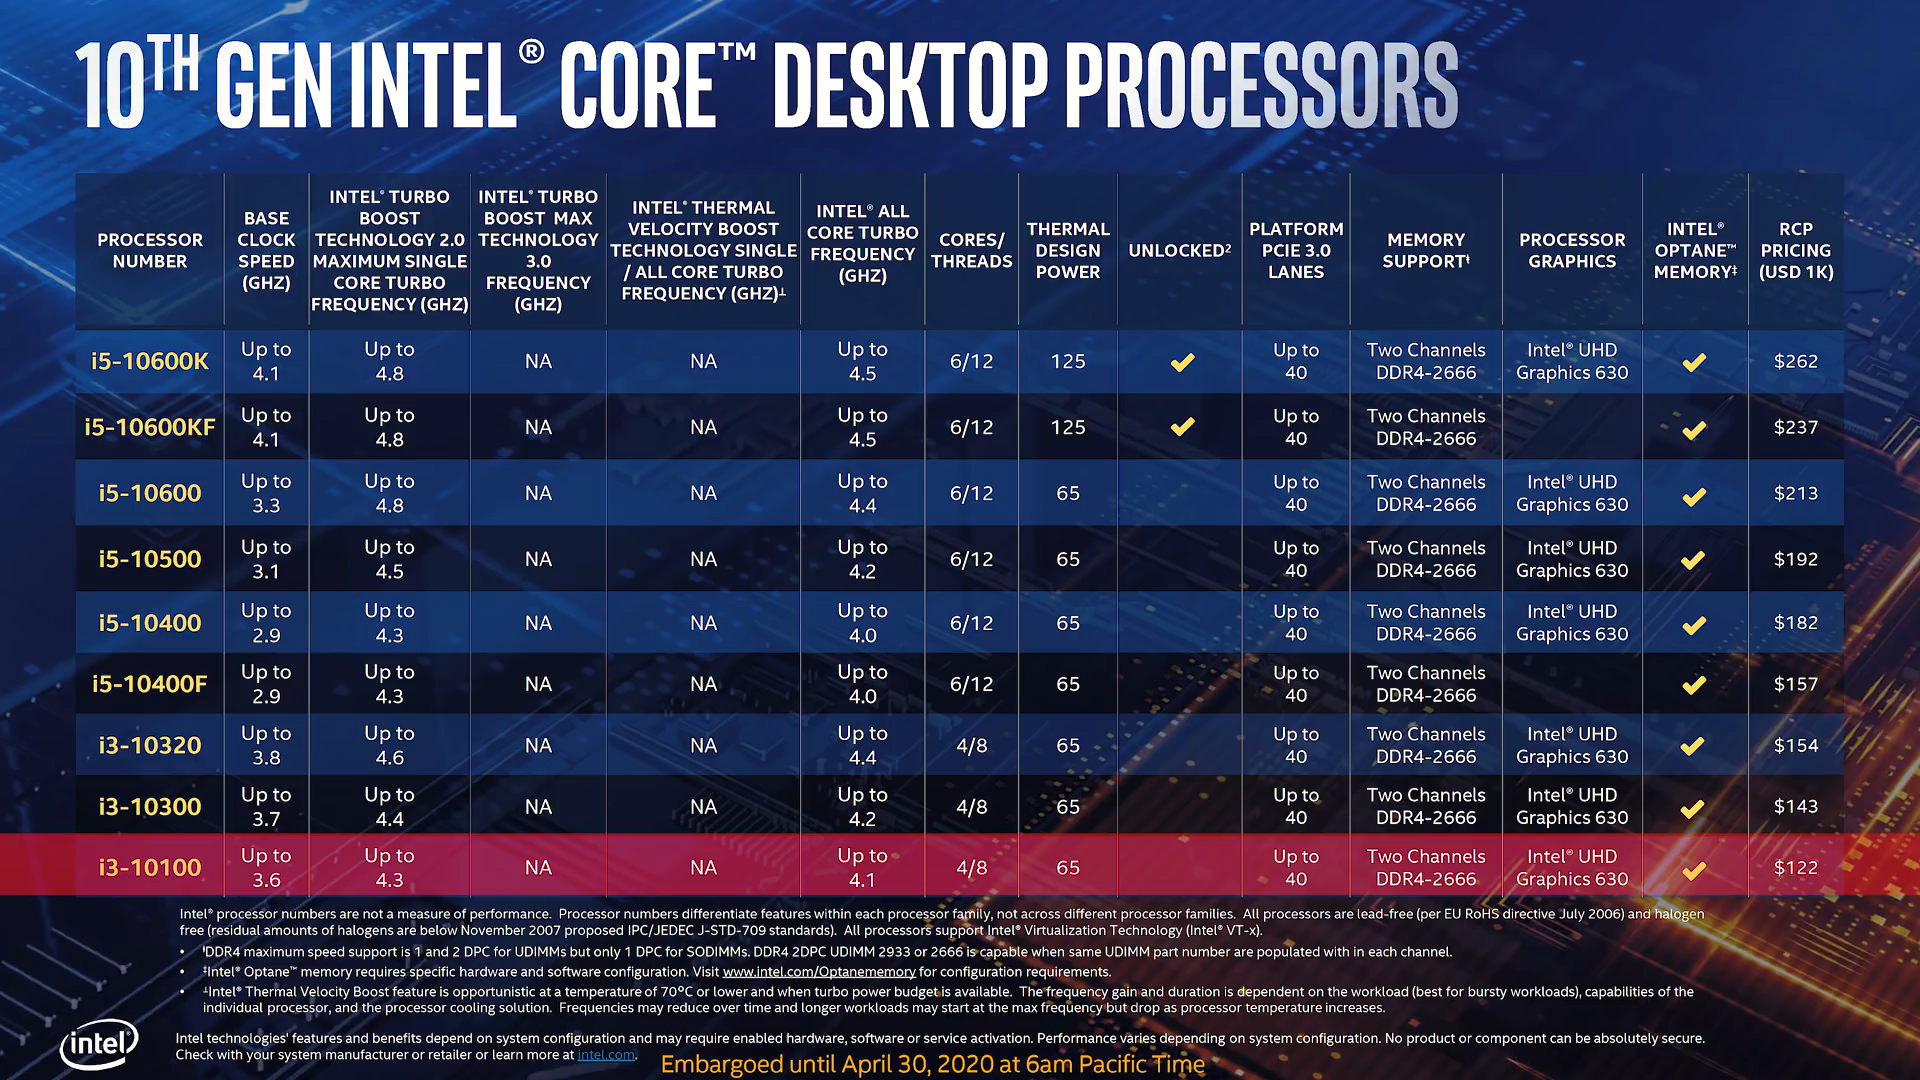 10TH GEN INTEL® CORE™ DESKTOP PROCESSORS
PROCESSOR NUMBER
BASE CLOCK SPEED (GHZ)
INTEL® TURBO BOOST TECHNOLOGY 2.0 MAXIMUM SINGLE CORE TURBO FREQUENCY (GHZ)
INTEL® TURBO BOOST MAX TECHNOLOGY 3.0 FREQUENCY (GHZ)
INTEL® THERMAL VELOCITY BOOST TECHNOLOGY SINGLE / ALL CORE TURBO FREQUENCY (GHZ)⊥
INTEL® ALL CORE TURBO FREQUENCY (GHZ)
CORES/ THREADS
THERMAL DESIGN POWER
UNLOCKED²
PLATFORM PCIE 3.0 LANES
MEMORY SUPPORTᵗ
PROCESSOR GRAPHICS
INTEL® OPTANE™ MEMORY‡
RCP PRICING (USD 1K)
i5-10600K Up to 4.1 Up to 4.8 NA NA Up to 4.5 6/12 125 ✔ Up to 40 Two Channels DDR4-2666 Intel® UHD Graphics 630 ✔ $262
i5-10600KF Up to 4.1 Up to 4.8 NA NA Up to 4.5 6/12 125 ✔ Up to 40 Two Channels DDR4-2666 ✔ $237
i5-10600 Up to 3.3 Up to 4.8 NA NA Up to 4.4 6/12 65 Up to 40 Two Channels DDR4-2666 Intel® UHD Graphics 630 ✔ $213
i5-10500 Up to 3.1 Up to 4.5 NA NA Up to 4.2 6/12 65 Up to 40 Two Channels DDR4-2666 Intel® UHD Graphics 630 ✔ $192
i5-10400 Up to 2.9 Up to 4.3 NA NA Up to 4.0 6/12 65 Up to 40 Two Channels DDR4-2666 Intel® UHD Graphics 630 ✔ $182
i5-10400F Up to 2.9 Up to 4.3 NA NA Up to 4.0 6/12 65 Up to 40 Two Channels DDR4-2666 ✔ $157
i3-10320 Up to 3.8 Up to 4.6 NA NA Up to 4.4 4/8 65 Up to 40 Two Channels DDR4-2666 Intel® UHD Graphics 630 ✔ $154
i3-10300 Up to 3.7 Up to 4.4 NA NA Up to 4.2 4/8 65 Up to 40 Two Channels DDR4-2666 Intel® UHD Graphics 630 ✔ $143
i3-10100 Up to 3.6 Up to 4.3 NA NA Up to 4.1 4/8 65 Up to 40 Two Channels DDR4-2666 Intel® UHD Graphics 630 ✔ $122
Intel® processor numbers are not a measure of performance. Processor numbers differentiate features within each processor family, not across different processor families. All processors are lead-free (per EU RoHS directive July 2006) and halogen
free (residual amounts of halogens are below November 2007 proposed IPC/JEDEC J-STD-709 standards). All processors support Intel® Virtualization Technology (Intel® VT-x).
• ᵗDDR4 maximum speed support is 1 and 2 DPC for UDIMMs but only 1 DPC for SODIMMs. DDR4 2DPC UDIMM 2933 or 2666 is capable when same UDIMM part number are populated with in each channel.
• ‡Intel® Optane™ memory requires specific hardware and software configuration. Visit www.intel.com/Optanememory for configuration requirements.
• ⊥Intel® Thermal Velocity Boost feature is opportunistic at a temperature of 70°C or lower and when turbo power budget is available. The frequency gain and duration is dependent on the workload (best for bursty workloads), capabilities of the
individual processor, and the processor cooling solution. Frequencies may reduce over time and longer workloads may start at the max frequency but drop as processor temperature increases.
intel
Intel technologies' features and benefits depend on system configuration and may require enabled hardware, software or service activation. Performance varies depending on system configuration. No product or component can be absolutely secure.
Check with your system manufacturer or retailer or learn more at intel.com.
Embargoed until April 30, 2020 at 6am Pacific Time